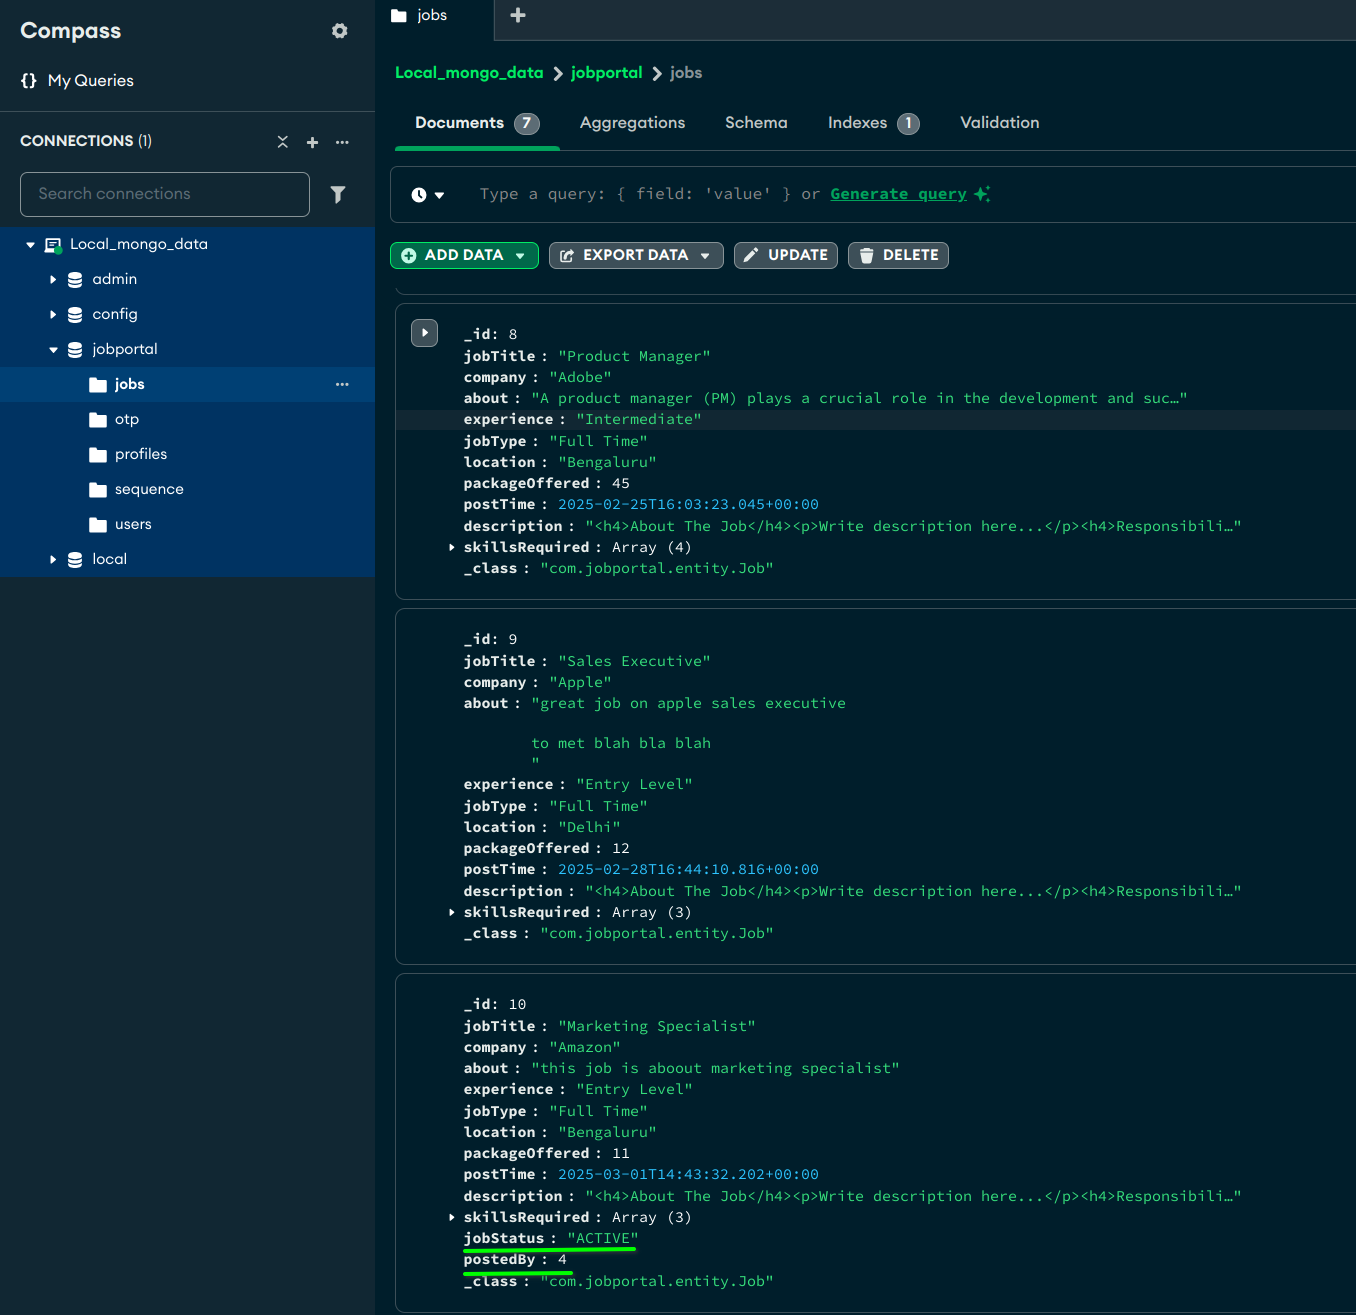 Compass
{} My Queries
CONNECTIONS (1)
Search connections
Local_mongo_data
admin
config
jobportal
jobs
otp
profiles
sequence
users
local
jobs
Local_mongo_data > jobportal > jobs
Documents 7 Aggregations Schema Indexes 1 Validation
Type a query: { field: 'value' } or Generate query
ADD DATA EXPORT DATA UPDATE DELETE
_id: 8
jobTitle : "Product Manager"
company : "Adobe"
about : "A product manager (PM) plays a crucial role in the development and suc…"
experience : "Intermediate"
jobType : "Full Time"
location : "Bengaluru"
packageOffered : 45
postTime : 2025-02-25T16:03:23.045+00:00
description : "<h4>About The Job</h4><p>Write description here...</p><h4>Responsibili…"
skillsRequired : Array (4)
_class : "com.jobportal.entity.Job"
_id: 9
jobTitle : "Sales Executive"
company : "Apple"
about : "great job on apple sales executive
to met blah bla blah
"
experience : "Entry Level"
jobType : "Full Time"
location : "Delhi"
packageOffered : 12
postTime : 2025-02-28T16:44:10.816+00:00
description : "<h4>About The Job</h4><p>Write description here...</p><h4>Responsibili…"
skillsRequired : Array (3)
_class : "com.jobportal.entity.Job"
_id: 10
jobTitle : "Marketing Specialist"
company : "Amazon"
about : "this job is aboout marketing specialist"
experience : "Entry Level"
jobType : "Full Time"
location : "Bengaluru"
packageOffered : 11
postTime : 2025-03-01T14:43:32.202+00:00
description : "<h4>About The Job</h4><p>Write description here...</p><h4>Responsibili…"
skillsRequired : Array (3)
jobStatus : "ACTIVE"
postedBy : 4
_class : "com.jobportal.entity.Job"